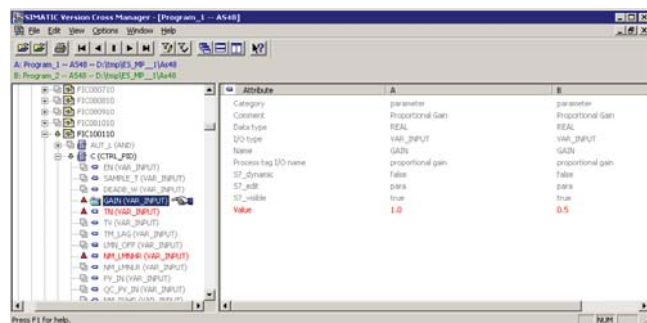 SIMATIC Version Cross Manager - [Program_1 -- AS48]
File Edit View Options Window Help
A: Program_1 -- AS48 -- D:\tmp\ES_MP__1\As48
B: Program_2 -- AS48 -- D:\tmp\ES_MP__1\As48
FIC000710
FIC000810
FIC000910
FIC001010
FIC100110
AUT_L (AND)
C (CTRL_PID)
EN (VAR_INPUT)
SAMPLE_T (VAR_INPUT)
DEADB_W (VAR_INPUT)
GAIN (VAR_INPUT)
TN (VAR_INPUT)
TV (VAR_INPUT)
TM_LAG (VAR_INPUT)
LMN_OFF (VAR_INPUT)
NM_LMNHR (VAR_INPUT)
NM_LMNLR (VAR_INPUT)
PV_IN (VAR_INPUT)
QC_PV_IN (VAR_INPUT)
Attribute A B
Category parameter parameter
Comment Proportional Gain Proportional Gain
Data type REAL REAL
I/O type VAR_INPUT VAR_INPUT
Name GAIN GAIN
Process tag I/O name proportional gain proportional gain
S7_dynamic false false
S7_edit para para
S7_visible true true
Value 1.0 0.5
Press F1 for help.
NUM